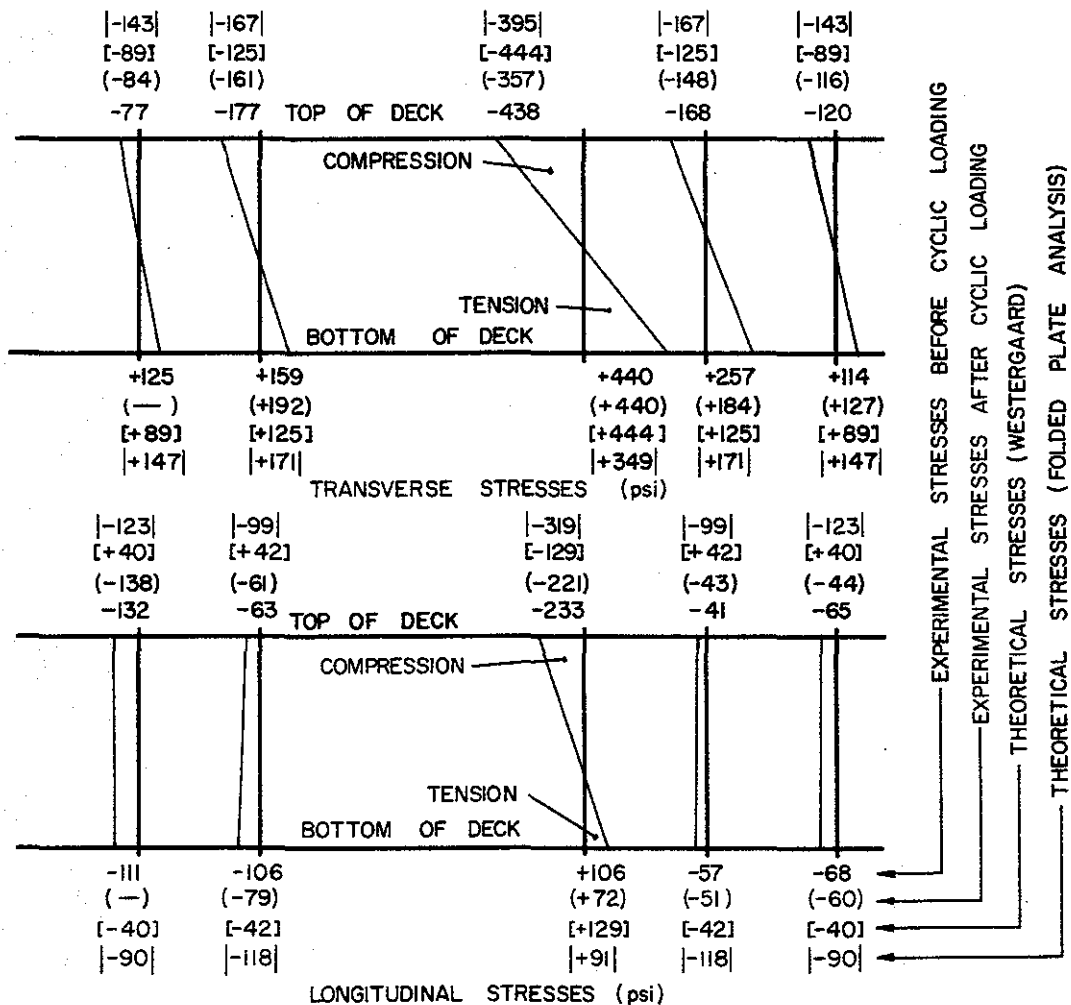 |-143| |-167| |-395| |-167| |-143|
[-89] [-125] [-444] [-125] [-89]
(-84) (-161) (-357) (-148) (-116)
-77 -177 TOP OF DECK -438 -168 -120
COMPRESSION
TENSION
BOTTOM OF DECK
+125 +159 +440 +257 +114
(—) (+192) (+440) (+184) (+127)
[+89] [+125] [+444] [+125] [+89]
|+147| |+171| |+349| |+171| |+147|
TRANSVERSE STRESSES (psi)
|-123| |-99| |-319| |-99| |-123|
[+40] [+42] [-129] [+42] [+40]
(-138) (-61) (-221) (-43) (-44)
-132 -63 TOP OF DECK -233 -41 -65
COMPRESSION
TENSION
BOTTOM OF DECK
-111 -106 +106 -57 -68
(—) (-79) (+72) (-51) (-60)
[-40] [-42] [+129] [-42] [-40]
|-90| |-118| |+91| |-118| |-90|
LONGITUDINAL STRESSES (psi)
EXPERIMENTAL STRESSES BEFORE CYCLIC LOADING
EXPERIMENTAL STRESSES AFTER CYCLIC LOADING
THEORETICAL STRESSES (WESTERGAARD)
THEORETICAL STRESSES (FOLDED PLATE ANALYSIS)